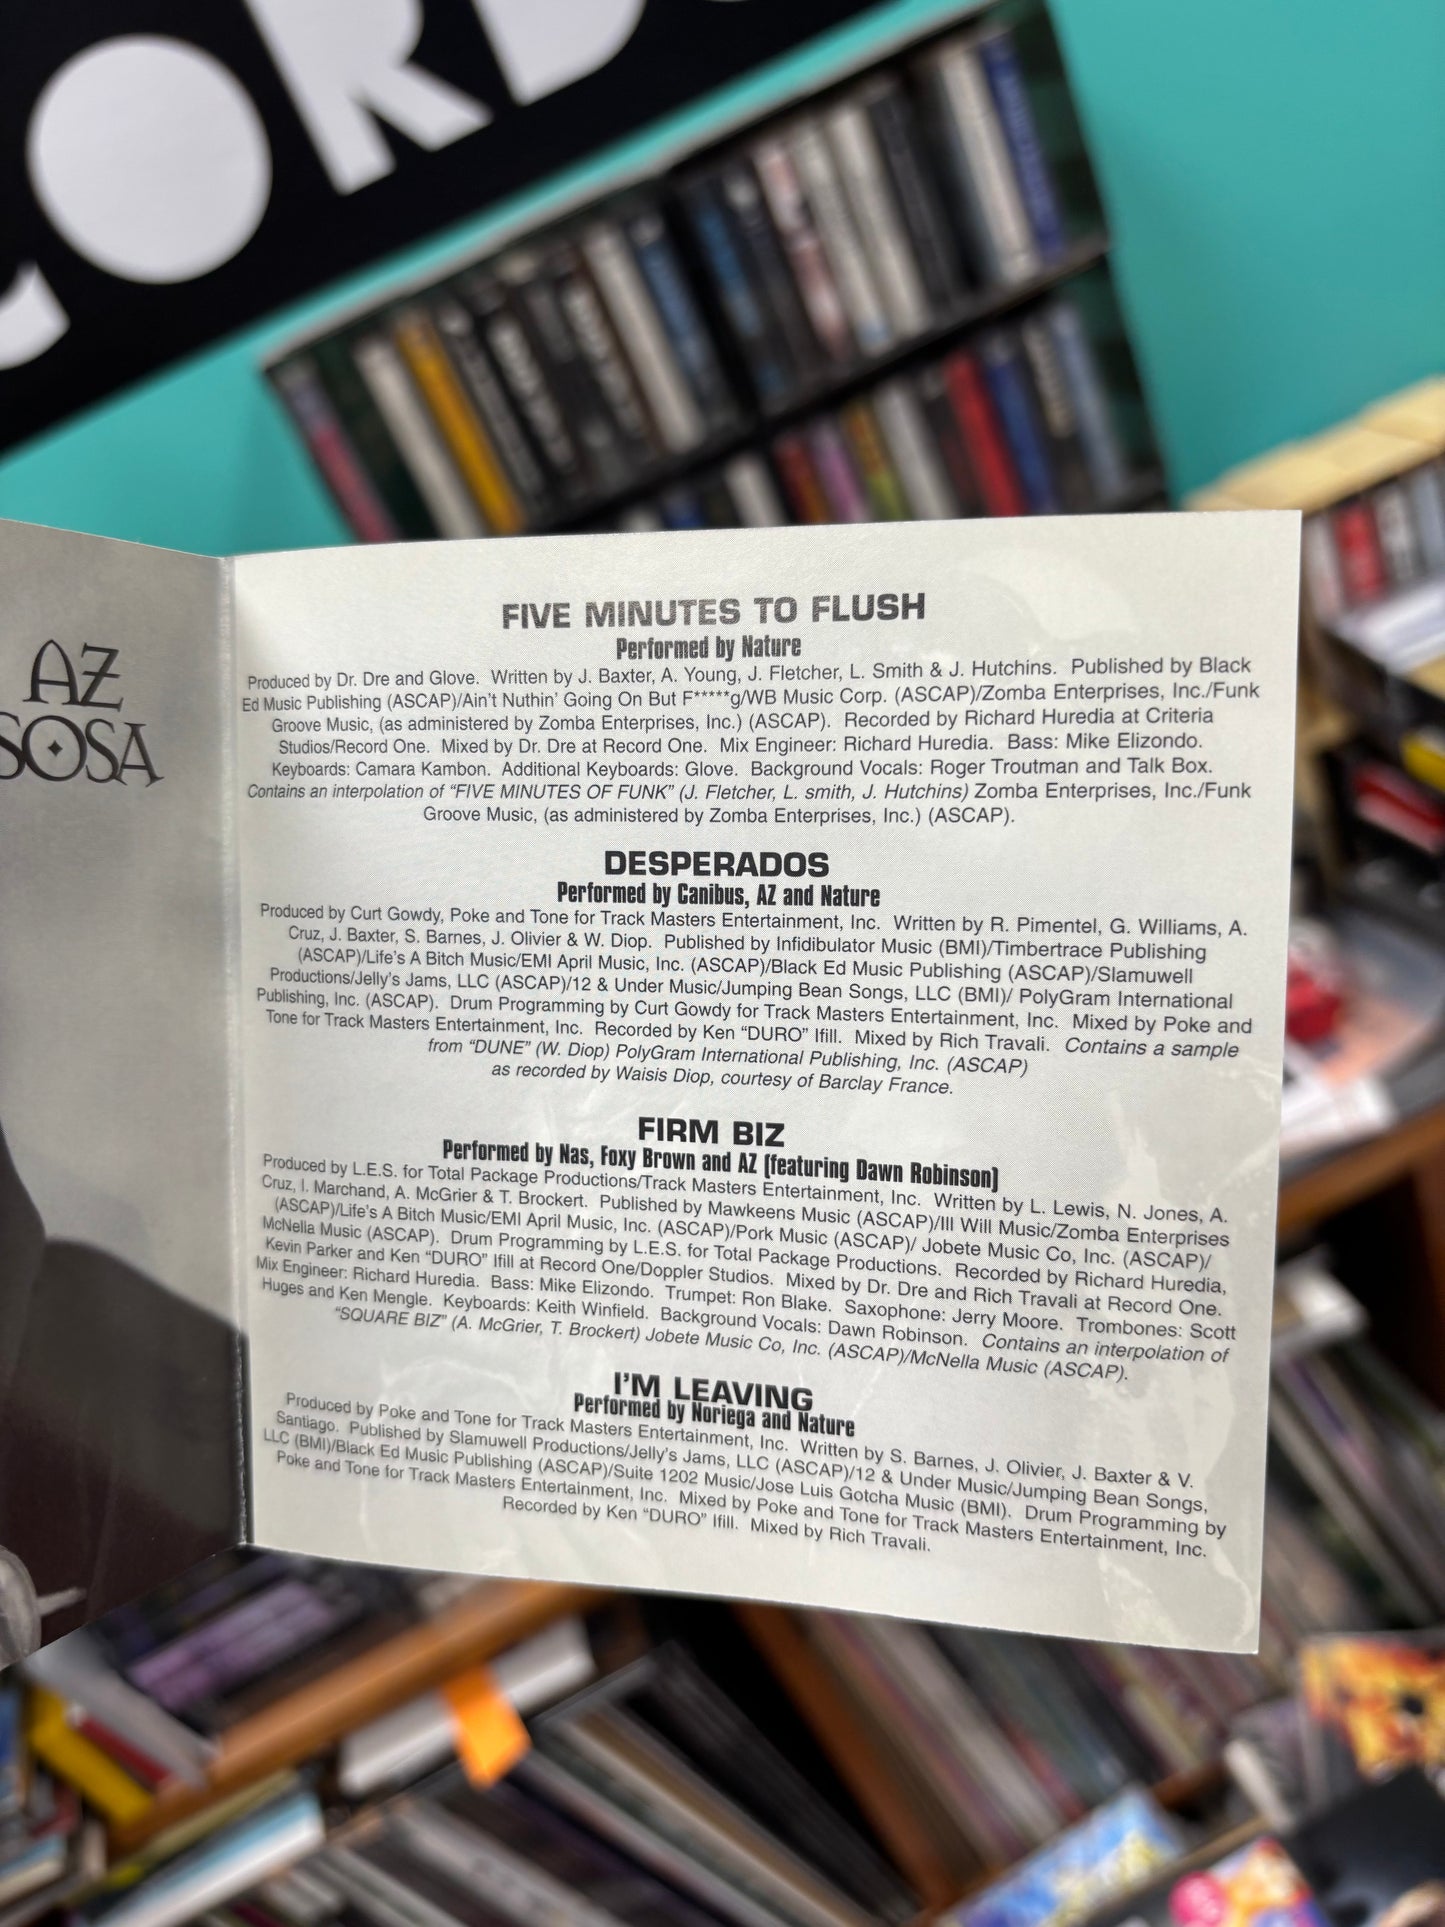 ORDS
AZ
SOSA
FIVE MINUTES TO FLUSH
Performed by Nature
Produced by Dr. Dre and Glove. Written by J. Baxter, A. Young, J. Fletcher, L. Smith & J. Hutchins. Published by Black
Ed Music Publishing (ASCAP)/Ain't Nuthin' Going On But F*****g/WB Music Corp. (ASCAP)/Zomba Enterprises, Inc./Funk
Groove Music, (as administered by Zomba Enterprises, Inc.) (ASCAP). Recorded by Richard Huredia at Criteria
Studios/Record One. Mixed by Dr. Dre at Record One. Mix Engineer: Richard Huredia. Bass: Mike Elizondo.
Keyboards: Camara Kambon. Additional Keyboards: Glove. Background Vocals: Roger Troutman and Talk Box.
Contains an interpolation of “FIVE MINUTES OF FUNK” (J. Fletcher, L. smith, J. Hutchins) Zomba Enterprises, Inc./Funk
Groove Music, (as administered by Zomba Enterprises, Inc.) (ASCAP).
DESPERADOS
Performed by Canibus, AZ and Nature
Produced by Curt Gowdy, Poke and Tone for Track Masters Entertainment, Inc. Written by R. Pimentel, G. Williams, A.
Cruz, J. Baxter, S. Barnes, J. Olivier & W. Diop. Published by Infidibulator Music (BMI)/Timbertrace Publishing
(ASCAP)/Life's A Bitch Music/EMI April Music, Inc. (ASCAP)/Black Ed Music Publishing (ASCAP)/Slamuwell
Productions/Jelly's Jams, LLC (ASCAP)/12 & Under Music/Jumping Bean Songs, LLC (BMI)/ PolyGram International
Publishing, Inc. (ASCAP). Drum Programming by Curt Gowdy for Track Masters Entertainment, Inc. Mixed by Poke and
Tone for Track Masters Entertainment, Inc. Recorded by Ken “DURO” Ifill. Mixed by Rich Travali. Contains a sample
from “DUNE” (W. Diop) PolyGram International Publishing, Inc. (ASCAP)
as recorded by Waisis Diop, courtesy of Barclay France.
FIRM BIZ
Performed by Nas, Foxy Brown and AZ (featuring Dawn Robinson)
Produced by L.E.S. for Total Package Productions/Track Masters Entertainment, Inc. Written by L. Lewis, N. Jones, A.
Cruz, I. Marchand, A. McGrier & T. Brockert. Published by Mawkeens Music (ASCAP)/Ill Will Music/Zomba Enterprises
(ASCAP)/Life's A Bitch Music/EMI April Music, Inc. (ASCAP)/Pork Music (ASCAP)/ Jobete Music Co, Inc. (ASCAP)/
McNella Music (ASCAP). Drum Programming by L.E.S. for Total Package Productions. Recorded by Richard Huredia,
Kevin Parker and Ken “DURO” Ifill at Record One/Doppler Studios. Mixed by Dr. Dre and Rich Travali at Record One.
Mix Engineer: Richard Huredia. Bass: Mike Elizondo. Trumpet: Ron Blake. Saxophone: Jerry Moore. Trombones: Scott
Huges and Ken Mengle. Keyboards: Keith Winfield. Background Vocals: Dawn Robinson. Contains an interpolation of
“SQUARE BIZ” (A. McGrier, T. Brockert) Jobete Music Co, Inc. (ASCAP)/McNella Music (ASCAP).
I'M LEAVING
Performed by Noriega and Nature
Produced by Poke and Tone for Track Masters Entertainment, Inc. Written by S. Barnes, J. Olivier, J. Baxter & V.
Santiago. Published by Slamuwell Productions/Jelly's Jams, LLC (ASCAP)/12 & Under Music/Jumping Bean Songs,
LLC (BMI)/Black Ed Music Publishing (ASCAP)/Suite 1202 Music/Jose Luis Gotcha Music (BMI). Drum Programming by
Poke and Tone for Track Masters Entertainment, Inc. Mixed by Poke and Tone for Track Masters Entertainment, Inc.
Recorded by Ken “DURO” Ifill. Mixed by Rich Travali.